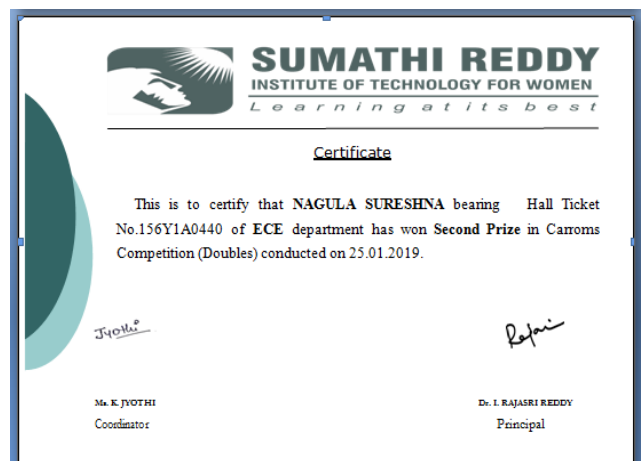 SUMATHI REDDY
INSTITUTE OF TECHNOLOGY FOR WOMEN
Learning at its best
Certificate
This is to certify that NAGULA SURESHNA bearing Hall Ticket
No.156Y1A0440 of ECE department has won Second Prize in Carroms
Competition (Doubles) conducted on 25.01.2019.
Jyothi
Ms. K. JYOTHI
Dr. I. RAJASRI REDDY
Coordinator
Principal